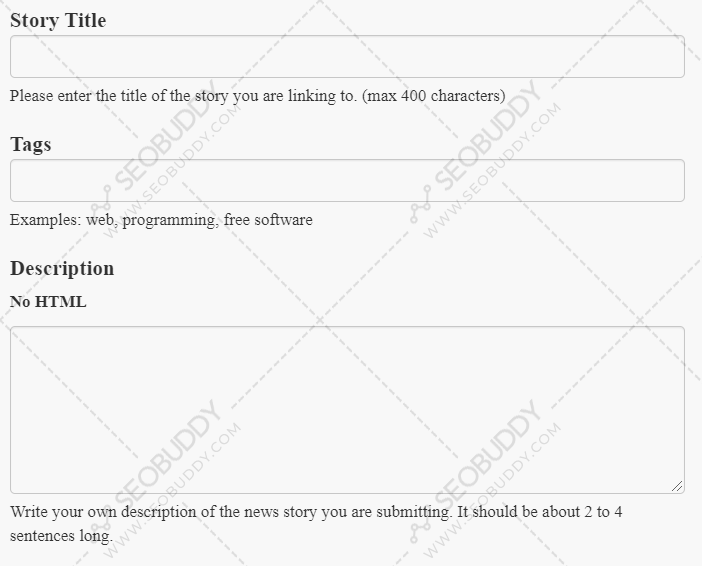 Story Title
Please enter the title of the story you are linking to. (max 400 characters)
Tags
Examples: web, programming, free software
Description
No HTML
Write your own description of the news story you are submitting. It should be about 2 to 4
sentences long.
SEOBUDDY
WWW.SEOBUDDY.COM
SEOBUDDY
WWW.SEOBUDDY.COM
SEOBUDDY
WWW.SEOBUDDY.COM
SEOBUDDY
WWW.SEOBUDDY.COM